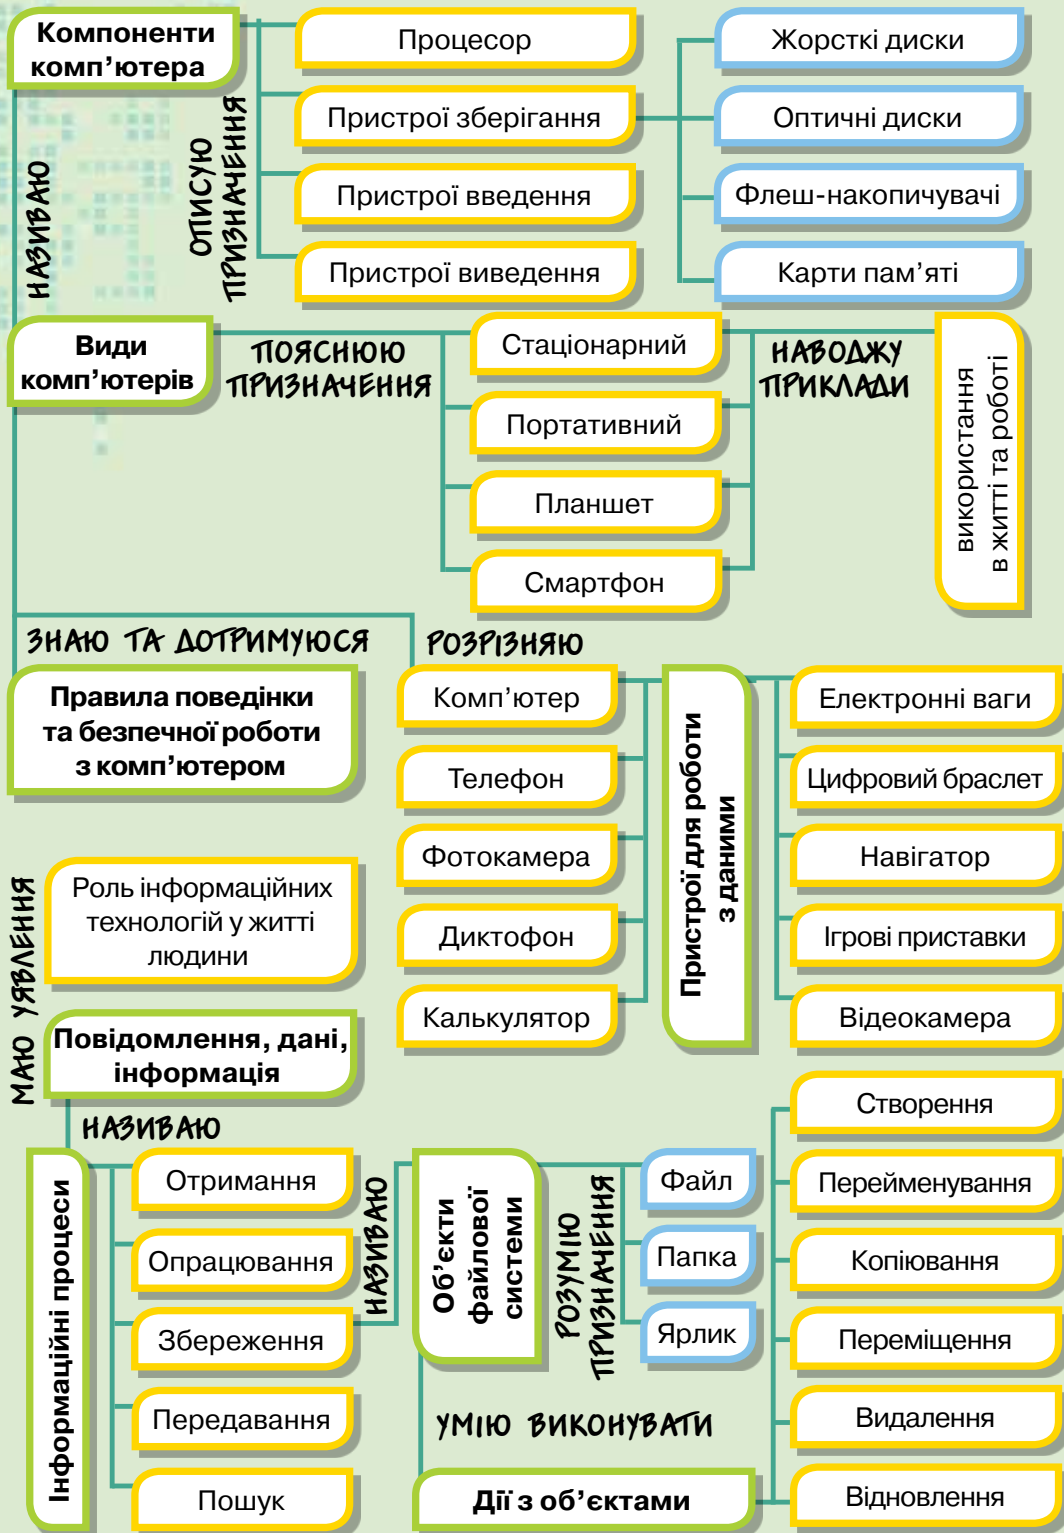 Компоненти
комп’ютера
НАЗИВАЮ
ОПИСУЮ
ПРИЗНАЧЕННЯ
Процесор
Пристрої зберігання
Пристрої введення
Пристрої виведення
Жорсткі диски
Оптичні диски
Флеш-накопичувачі
Карти пам’яті
Види
комп’ютерів
ПОЯСНЮЮ
ПРИЗНАЧЕННЯ
Стаціонарний
Портативний
Планшет
Смартфон
НАВОДЖУ
ПРИКЛАДИ
використання
в житті та роботі
ЗНАЮ ТА ДОТРИМУЮСЯ
Правила поведінки
та безпечної роботи
з комп’ютером
РОЗРІЗНЯЮ
Комп’ютер
Телефон
Фотокамера
Диктофон
Калькулятор
Пристрої для роботи
з даними
Електронні ваги
Цифровий браслет
Навігатор
Ігрові приставки
Відеокамера
МАЮ УЯВЛЕННЯ
Роль інформаційних
технологій у житті
людини
Повідомлення, дані,
інформація
НАЗИВАЮ
Інформаційні процеси
Отримання
Опрацювання
Збереження
Передавання
Пошук
НАЗИВАЮ
Об’єкти
файлової
системи
РОЗУМІЮ
ПРИЗНАЧЕННЯ
Файл
Папка
Ярлик
УМІЮ ВИКОНУВАТИ
Дії з об’єктами
Створення
Перейменування
Копіювання
Переміщення
Видалення
Відновлення